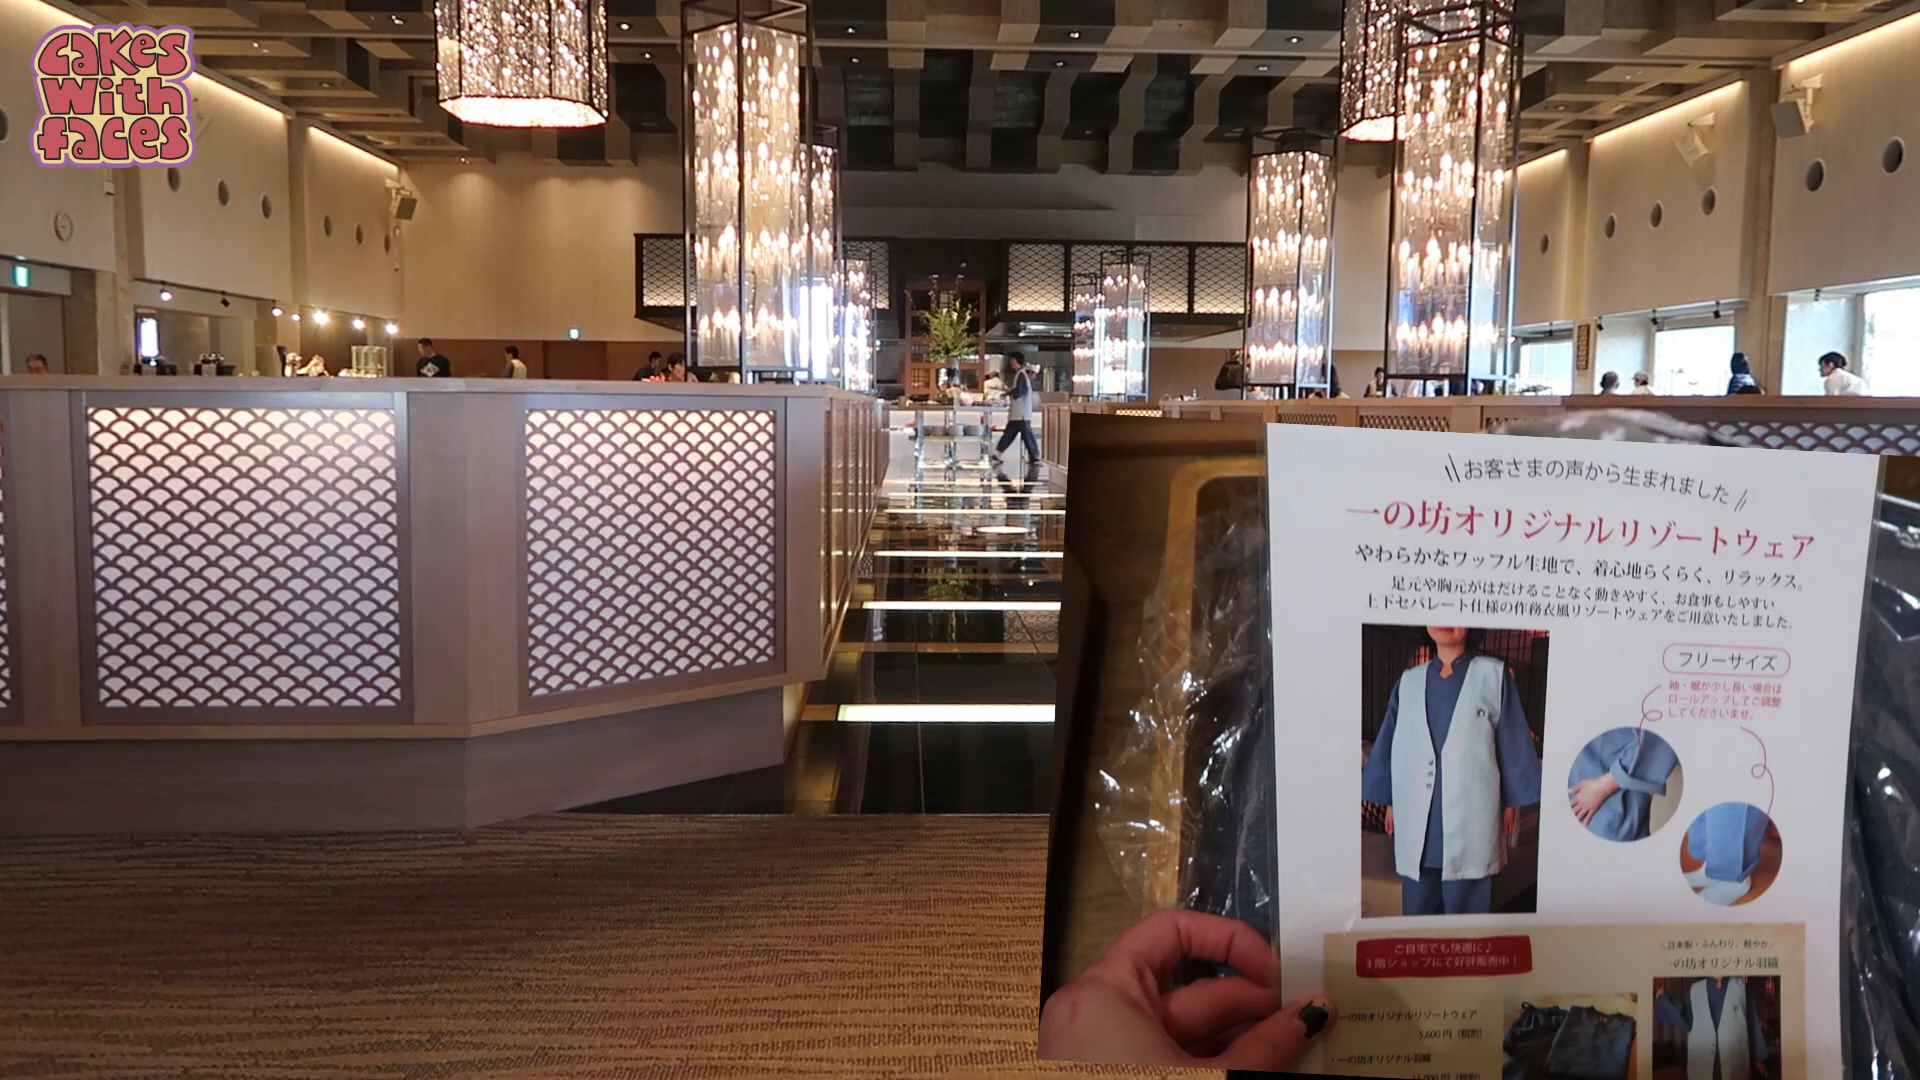 Cakes
With
faces
お客さまの声から生まれました
一の坊オリジナルリゾートウェア
やわらかなワッフル生地で、着心地らくらく、リラックス。
足元や胸元がはだけることなく動きやすく、お食事もしやすい
上下セパレート仕様の作務衣風リゾートウェアをご用意いたしました。
フリーサイズ
袖・裾が少し長い場合は
ロールアップしてご調整
してくださいませ。
ご自宅でも快適に♪
3階ショップにて好評販売中！
日本製・ふんわり、軽やか
一の坊オリジナル羽織
・一の坊オリジナルリゾートウェア
5,600円（税別）
・一の坊オリジナル羽織